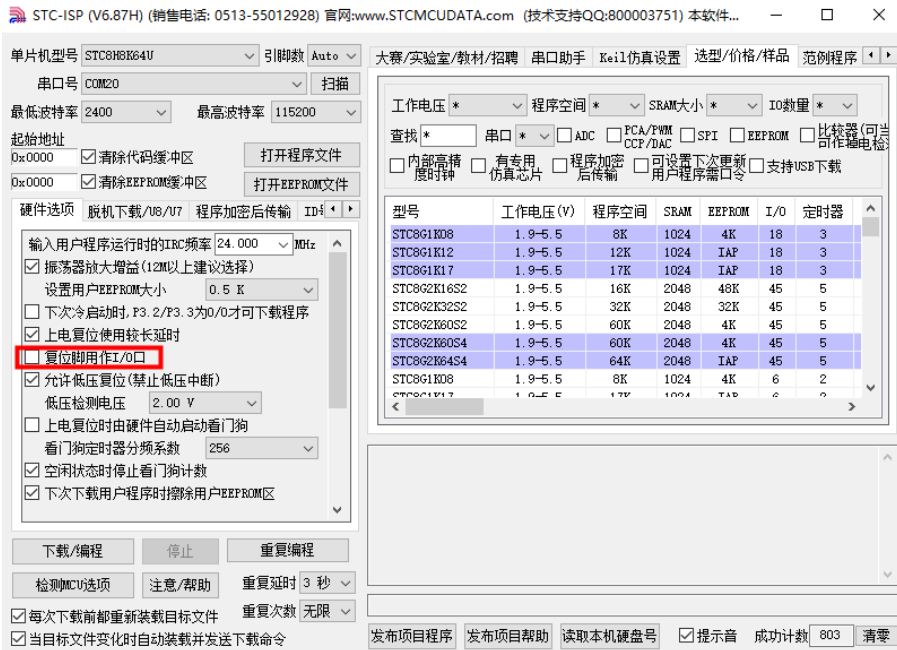 STC-ISP (V6.87H) (销售电话: 0513-55012928) 官网:www.STCMCUDATA.com (技术支持QQ:800003751) 本软件...
单片机型号 STC8H8K64U 引脚数 Auto
串口号 COM20 扫描
最低波特率 2400 最高波特率 115200
起始地址
0x0000 清除代码缓冲区 打开程序文件
0x0000 清除EEPROM缓冲区 打开EEPROM文件
硬件选项 脱机下载/U8/U7 程序加密后传输
输入用户程序运行时的IRC频率 24.000 MHz
振荡器放大增益(12M以上建议选择)
设置用户EEPROM大小 0.5 K
下次冷启动时,P3.2/P3.3为0/0才可下载程序
上电复位使用较长延时
复位脚用作I/O口
允许低压复位(禁止低压中断)
低压检测电压 2.00 V
上电复位时由硬件自动启动看门狗
看门狗定时器分频系数 256
空闲状态时停止看门狗计数
下次下载用户程序时擦除用户EEPROM区
下载/编程 停止 重复编程
检测MCU选项 注意/帮助 重复延时 3 秒
每次下载前都重新装载目标文件 重复次数 无限
当目标文件变化时自动装载并发送下载命令
大赛/实验室/教材/招聘 串口助手 Keil仿真设置 选型/价格/样品 范例程序
工作电压 * 程序空间 * SRAM大小 * IO数量 *
查找 * 串口 * ADC PCA/PWM CCP/DAC SPI EEPROM 比较器(可当
内部高精度时钟 有专用仿真芯片 程序加密后传输 可设置下次更新用户程序需口令 支持USB下载
型号 工作电压(V) 程序空间 SRAM EEPROM I/O 定时器
STC8G1K08 1.9-5.5 8K 1024 4K 18 3
STC8G1K12 1.9-5.5 12K 1024 IAP 18 3
STC8G1K17 1.9-5.5 17K 1024 IAP 18 3
STC8G2K16S2 1.9-5.5 16K 2048 48K 45 5
STC8G2K32S2 1.9-5.5 32K 2048 32K 45 5
STC8G2K60S2 1.9-5.5 60K 2048 4K 45 5
STC8G2K60S4 1.9-5.5 60K 2048 4K 45 5
STC8G2K64S4 1.9-5.5 64K 2048 IAP 45 5
STC8G1K08 1.9-5.5 8K 1024 4K 6 2
发布项目程序 发布项目帮助 读取本机硬盘号 提示音 成功计数 803 清零